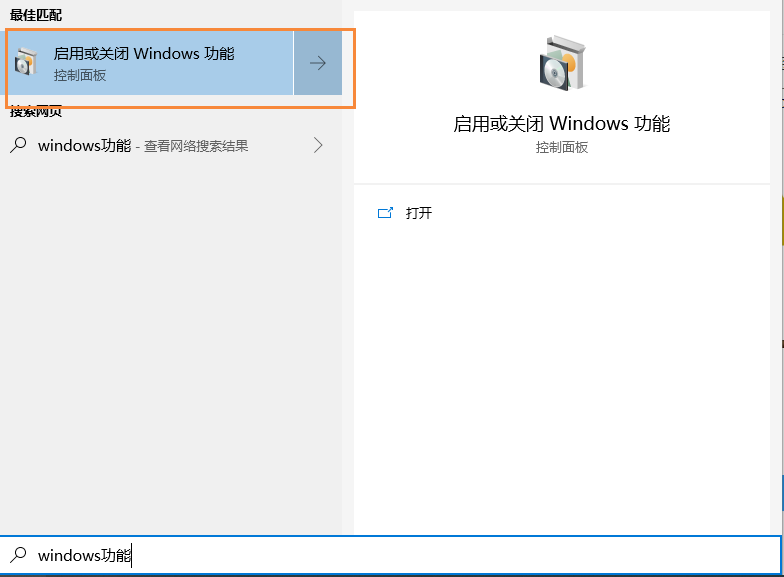 最佳匹配
启用或关闭 Windows 功能
控制面板
搜索网页
windows功能 - 查看网络搜索结果
启用或关闭 Windows 功能
控制面板
打开
windows功能